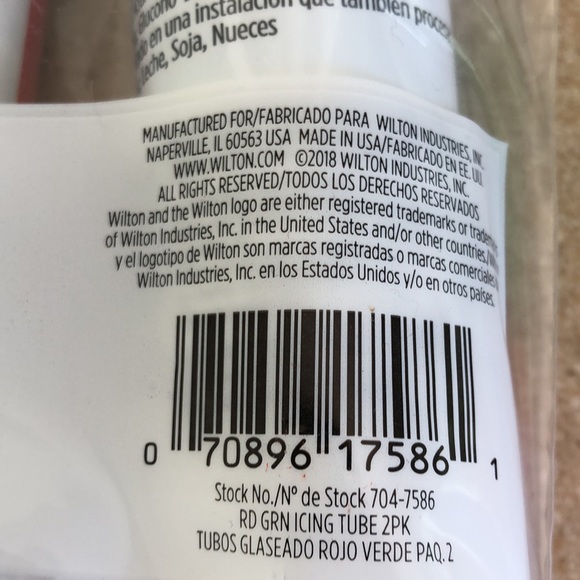 en una instalación que también
Soja, Nueces
MANUFACTURED FOR/FABRICADO PARA WILTON INDUSTRIES, INC.
NAPERVILLE, IL 60563 USA MADE IN USA/FABRICADO EN EE. UU.
WWW.WILTON.COM ©2018 WILTON INDUSTRIES, INC.
ALL RIGHTS RESERVED/TODOS LOS DERECHOS RESERVADOS
Wilton and the Wilton logo are either registered trademarks or
of Wilton Industries, Inc. in the United States and/or other countries./
y el logotipo de Wilton son marcas registradas o marcas comerciales
Wilton Industries, Inc. en los Estados Unidos y/o en otros países.
0 70896 17586 1
Stock No./N° de Stock 704-7586
RD GRN ICING TUBE 2PK
TUBOS GLASEADO ROJO VERDE PAQ. 2